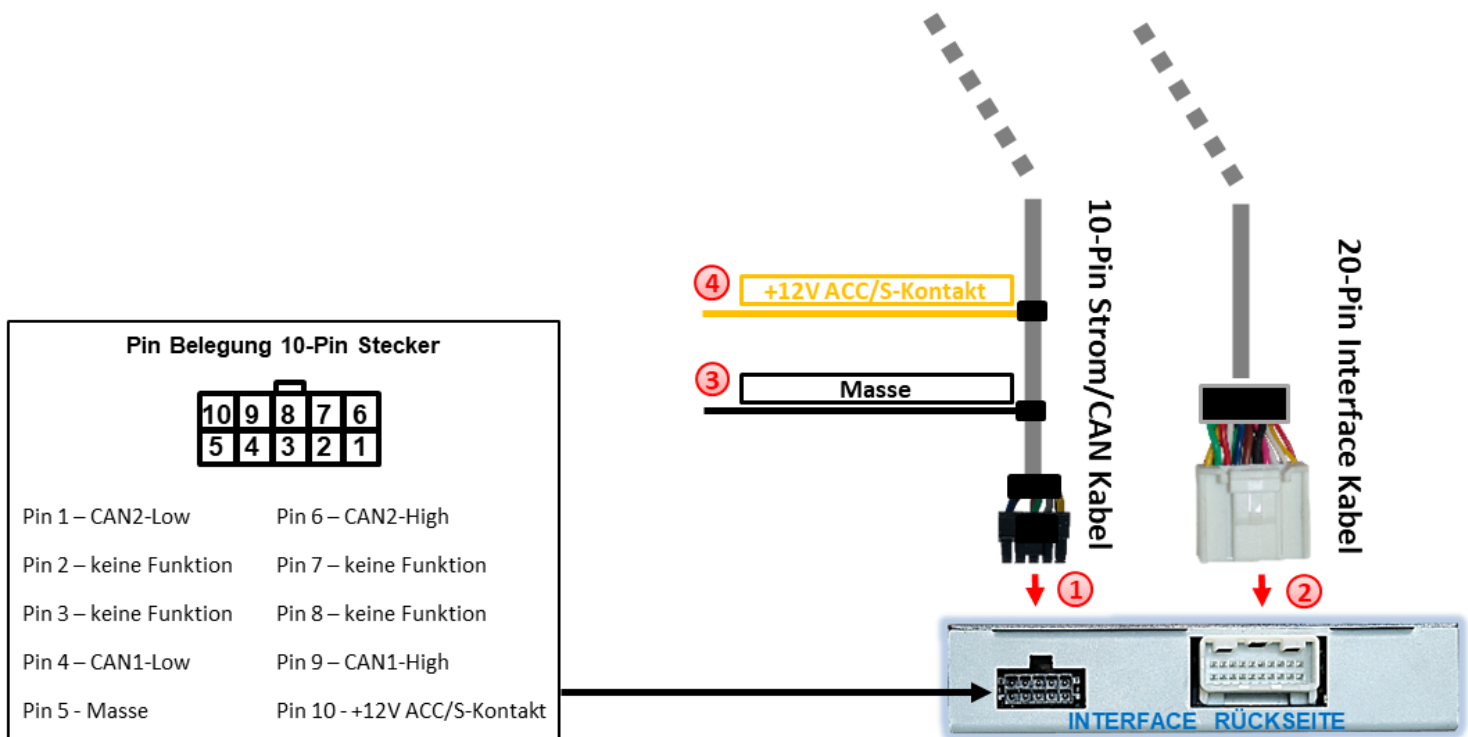 10-Pin Strom/CAN Kabel
20-Pin Interface Kabel
4
+12V ACC/S-Kontakt
3
Masse
Pin Belegung 10-Pin Stecker
10 9 8 7 6
5 4 3 2 1
Pin 1 – CAN2-Low
Pin 6 – CAN2-High
Pin 2 – keine Funktion
Pin 7 – keine Funktion
Pin 3 – keine Funktion
Pin 8 – keine Funktion
Pin 4 – CAN1-Low
Pin 9 – CAN1-High
Pin 5 - Masse
Pin 10 - +12V ACC/S-Kontakt
1
2
INTERFACE RÜCKSEITE